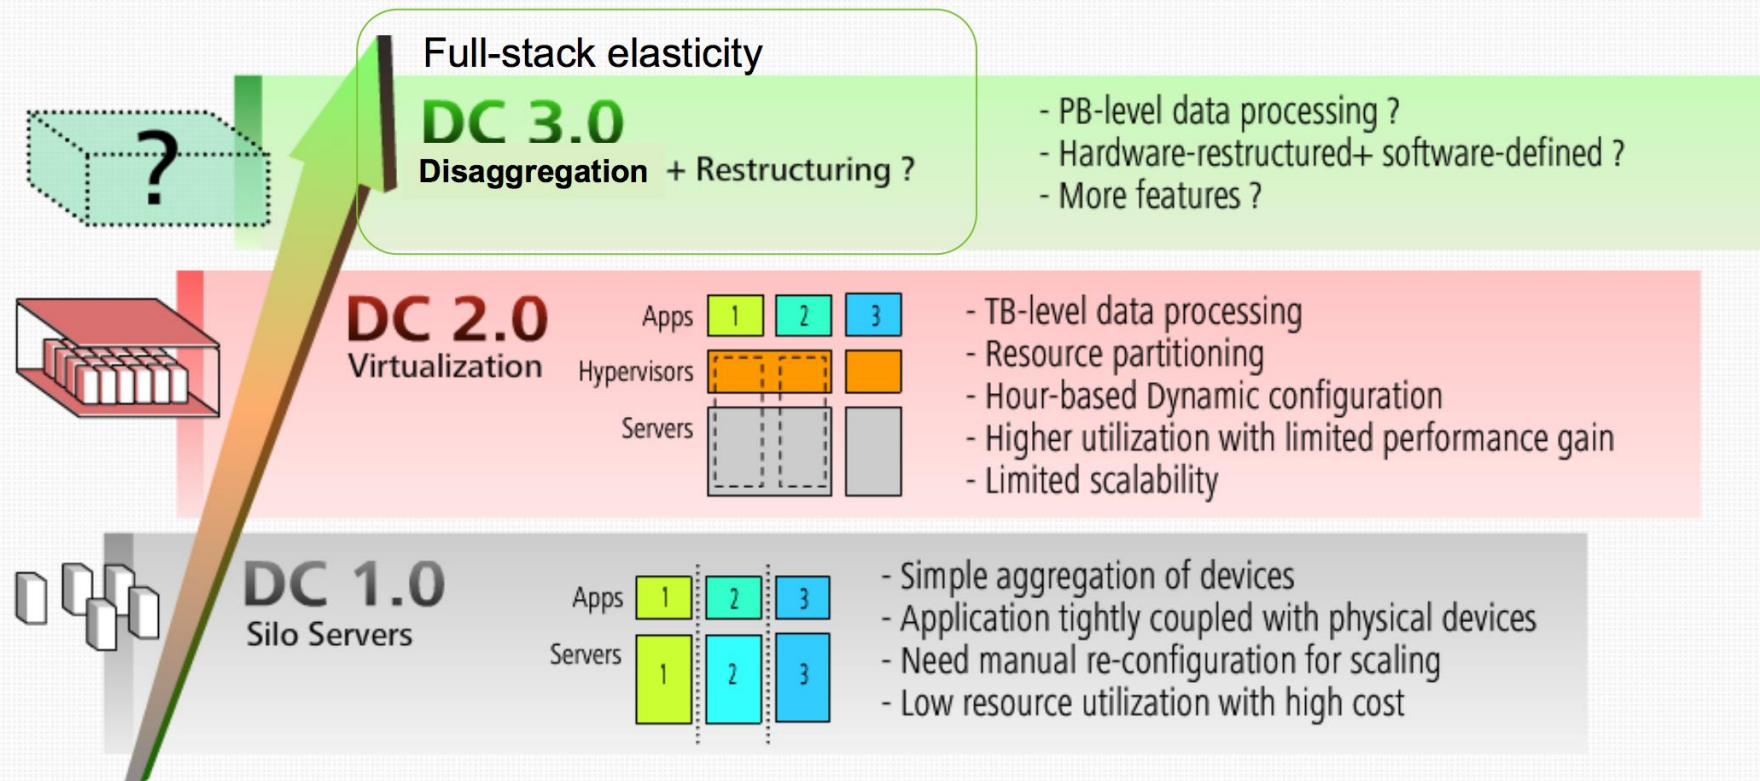 Full-stack elasticity
DC 3.0
Disaggregation + Restructuring ?
- PB-level data processing ?
- Hardware-restructured+ software-defined ?
- More features ?
?
DC 2.0
Virtualization
Apps 1 2 3
Hypervisors
Servers
- TB-level data processing
- Resource partitioning
- Hour-based Dynamic configuration
- Higher utilization with limited performance gain
- Limited scalability
DC 1.0
Silo Servers
Apps 1 2 3
Servers 1 2 3
- Simple aggregation of devices
- Application tightly coupled with physical devices
- Need manual re-configuration for scaling
- Low resource utilization with high cost